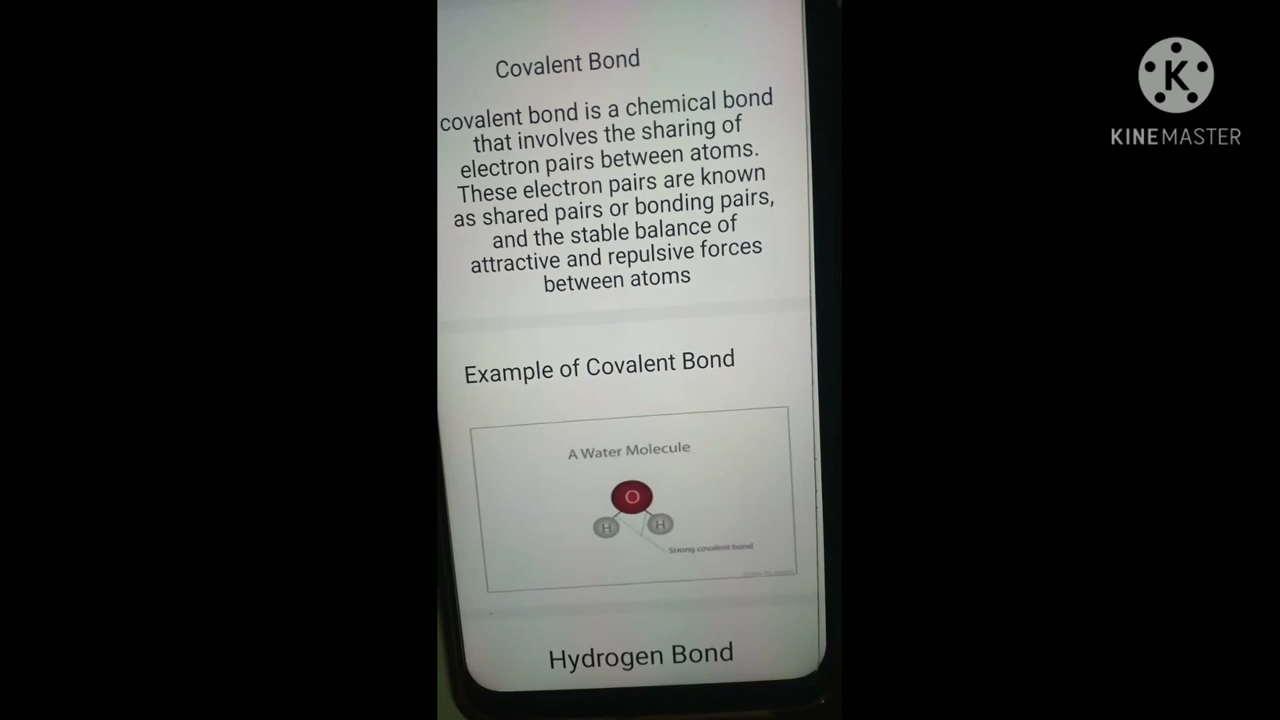 Covalent Bond
covalent bond is a chemical bond
that involves the sharing of
electron pairs between atoms.
These electron pairs are known
as shared pairs or bonding pairs,
and the stable balance of
attractive and repulsive forces
between atoms
Example of Covalent Bond
A Water Molecule
O
H H
Strong covalent bond
Hydrogen Bond
K
KINEMASTER